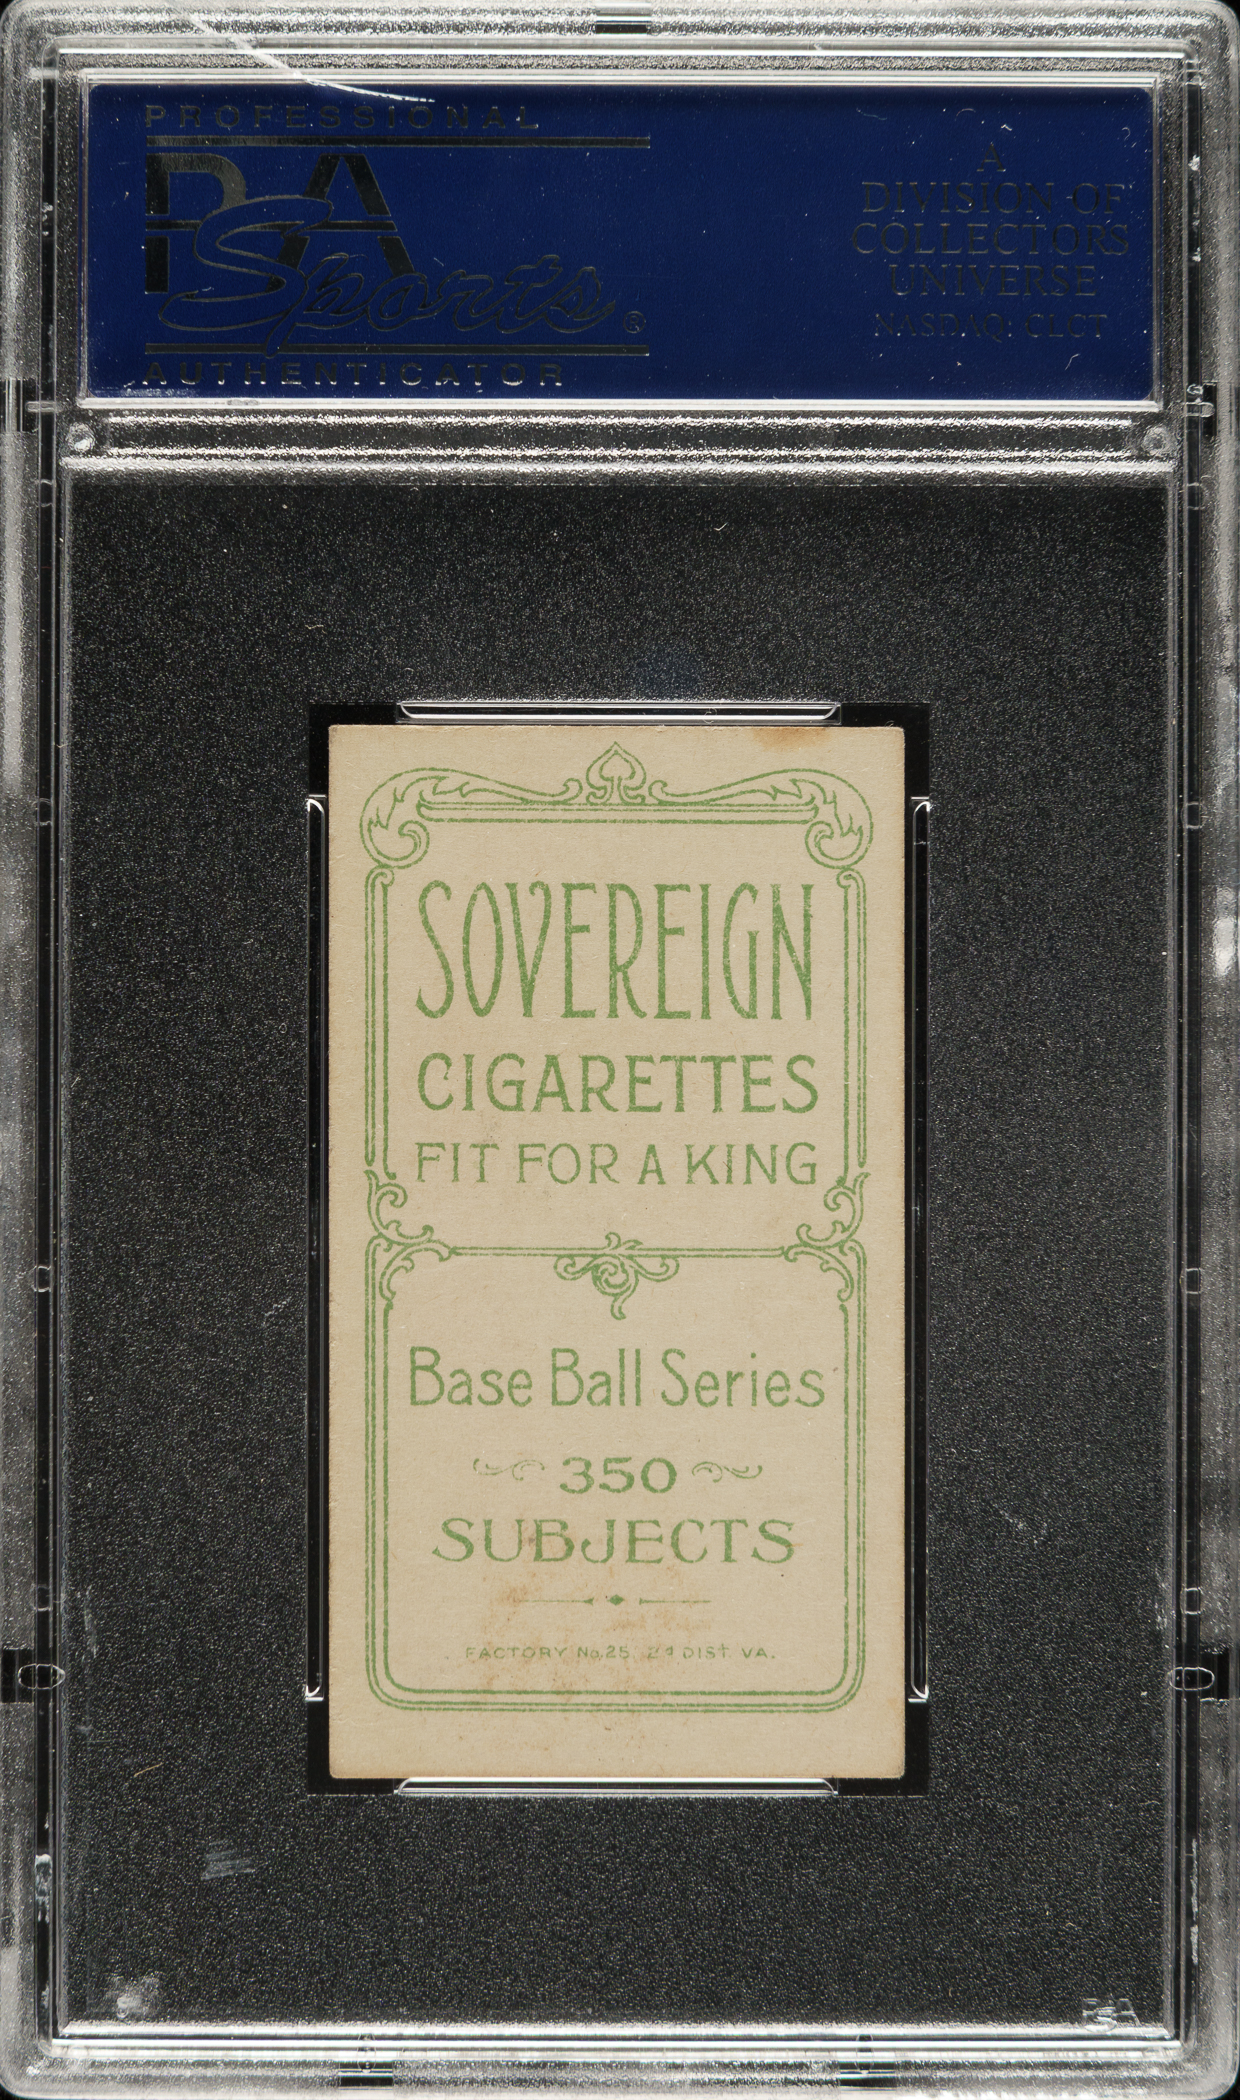 PROFESSIONAL
PSA
Sports ®
AUTHENTICATOR
A
DIVISION OF
COLLECTORS
UNIVERSE
NASDAQ: CLCT
SOVEREIGN
CIGARETTES
FIT FOR A KING
Base Ball Series
350
SUBJECTS
FACTORY No. 25, 2d DIST. VA.
PSA